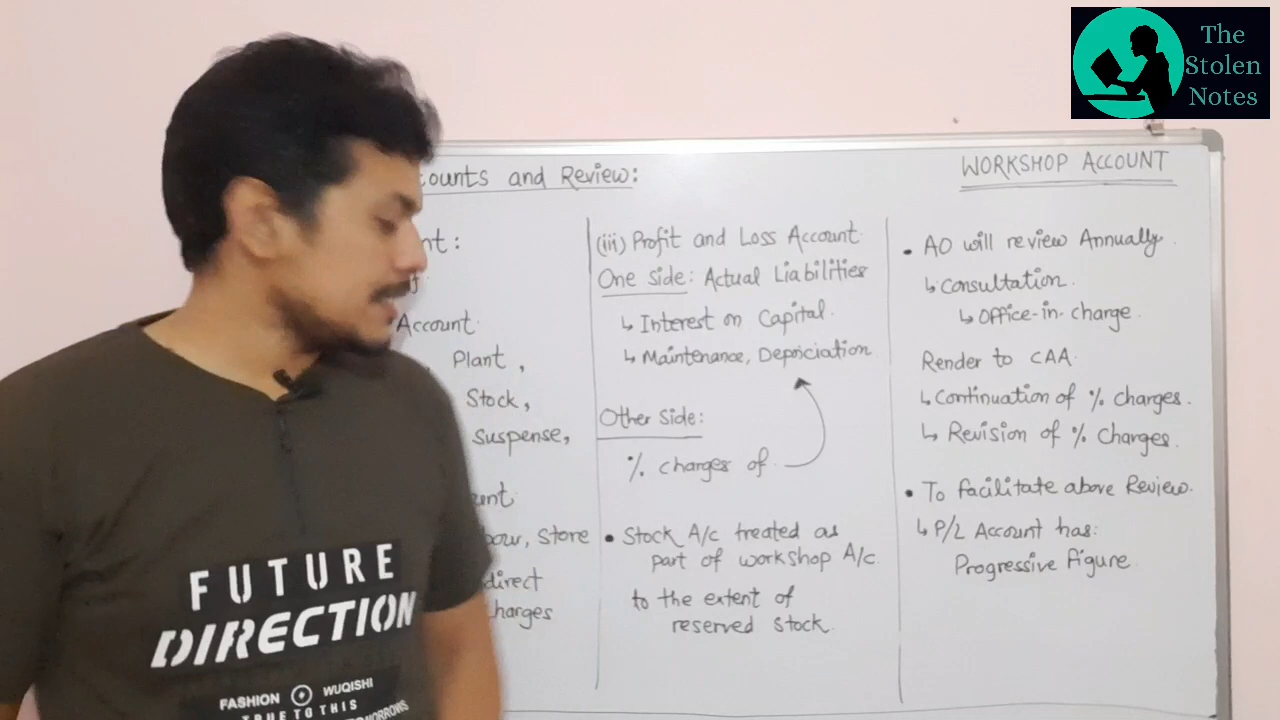 The
Stolen
Notes
WORKSHOP ACCOUNT
counts and Review:
nt:
Account
Plant,
Stock,
Suspense,
unt
bour, Store
direct
charges
(iii) Profit and Loss Account
One side: Actual Liabilities
↳ Interest on Capital.
↳ Maintenance, Depriciation
Other Side:
% charges of
• Stock A/c treated as
part of workshop A/c
to the extent of
reserved stock.
• AO will review Annually.
↳ Consultation.
↳ Office-in-charge
Render to CAA
↳ Continuation of % charges.
↳ Revision of % charges.
• To facilitate above Review.
↳ P/L Account has:
Progressive figure
FUTURE
DIRECTION
FASHION WUQISHI
TRUE TO THIS